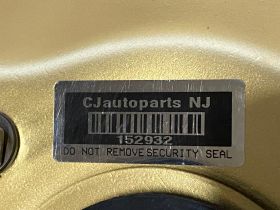 CJautoparts NJ
152932
DO NOT REMOVE SECURITY SEAL